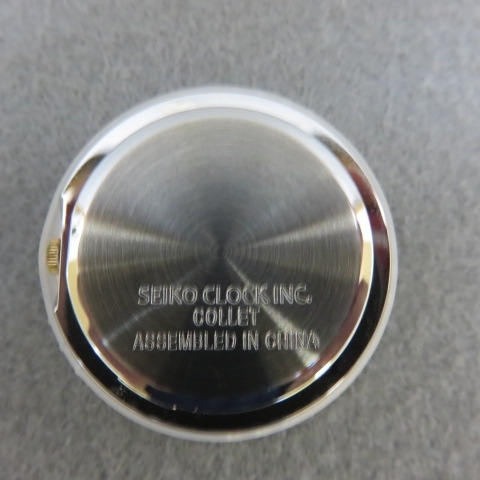 SEIKO CLOCK INC.
COLLET
ASSEMBLED IN CHINA